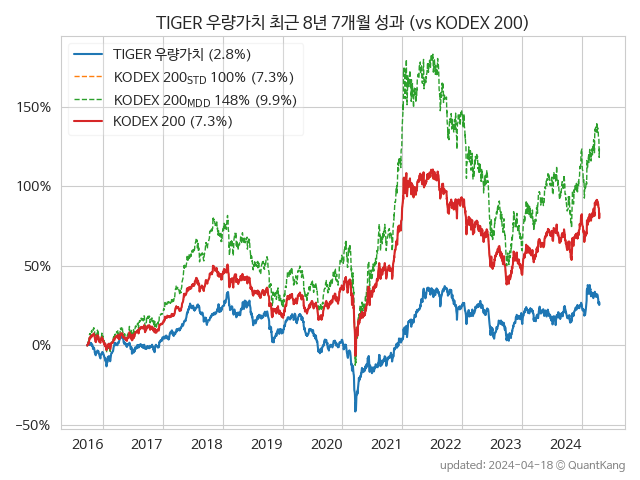 TIGER 우량가치 최근 8년 7개월 성과 (vs KODEX 200)
TIGER 우량가치 (2.8%)
KODEX 200STD 100% (7.3%)
KODEX 200MDD 148% (9.9%)
KODEX 200 (7.3%)
150%
100%
50%
0%
−50%
2016 2017 2018 2019 2020 2021 2022 2023 2024
updated: 2024-04-18 © QuantKang